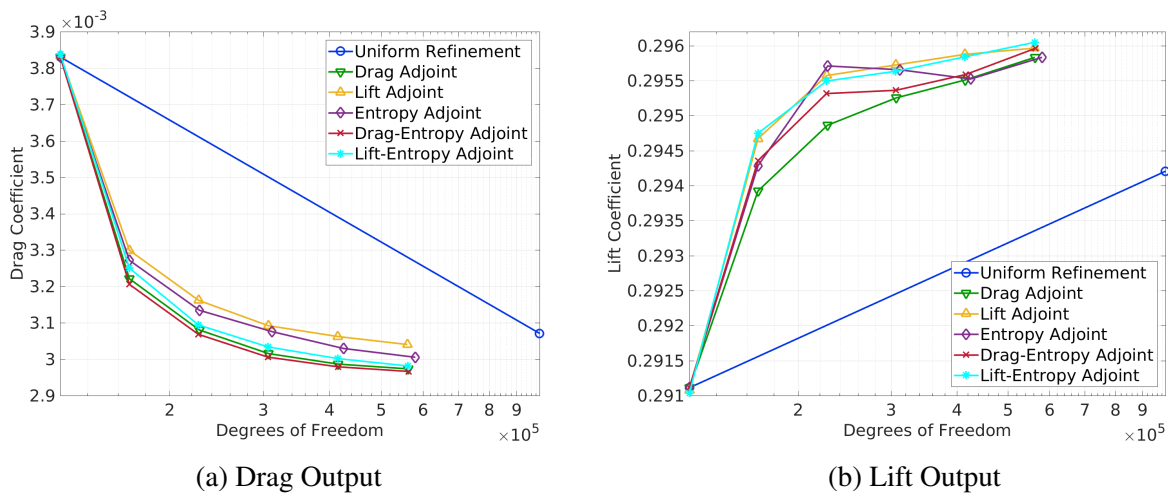 ×10⁻³
3.9
3.8
3.7
3.6
3.5
3.4
3.3
3.2
3.1
3
2.9
Drag Coefficient
Uniform Refinement
Drag Adjoint
Lift Adjoint
Entropy Adjoint
Drag-Entropy Adjoint
Lift-Entropy Adjoint
2 3 4 5 6 7 8 9
Degrees of Freedom
×10⁵
(a) Drag Output
0.296
0.2955
0.295
0.2945
0.294
0.2935
0.293
0.2925
0.292
0.2915
0.291
Lift Coefficient
Uniform Refinement
Drag Adjoint
Lift Adjoint
Entropy Adjoint
Drag-Entropy Adjoint
Lift-Entropy Adjoint
2 3 4 5 6 7 8 9
Degrees of Freedom
×10⁵
(b) Lift Output